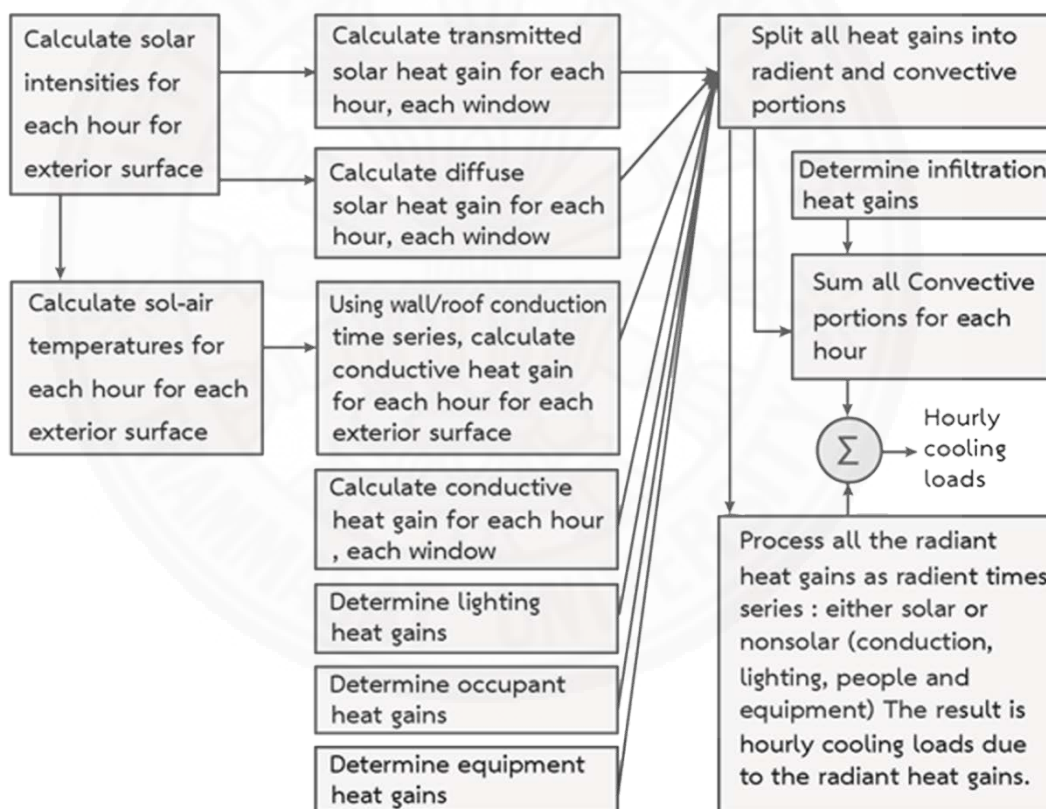 Calculate solar
intensities for
each hour for
exterior surface
Calculate sol-air
temperatures for
each hour for each
exterior surface
Calculate transmitted
solar heat gain for each
hour, each window
Calculate diffuse
solar heat gain for each
hour, each window
Using wall/roof conduction
time series, calculate
conductive heat gain
for each hour for each
exterior surface
Calculate conductive
heat gain for each hour
, each window
Determine lighting
heat gains
Determine occupant
heat gains
Determine equipment
heat gains
Split all heat gains into
radient and convective
portions
Determine infiltration
heat gains
Sum all Convective
portions for each
hour
Σ
Hourly
cooling
loads
Process all the radiant
heat gains as radient times
series : either solar or
nonsolar (conduction,
lighting, people and
equipment) The result is
hourly cooling loads due
to the radiant heat gains.